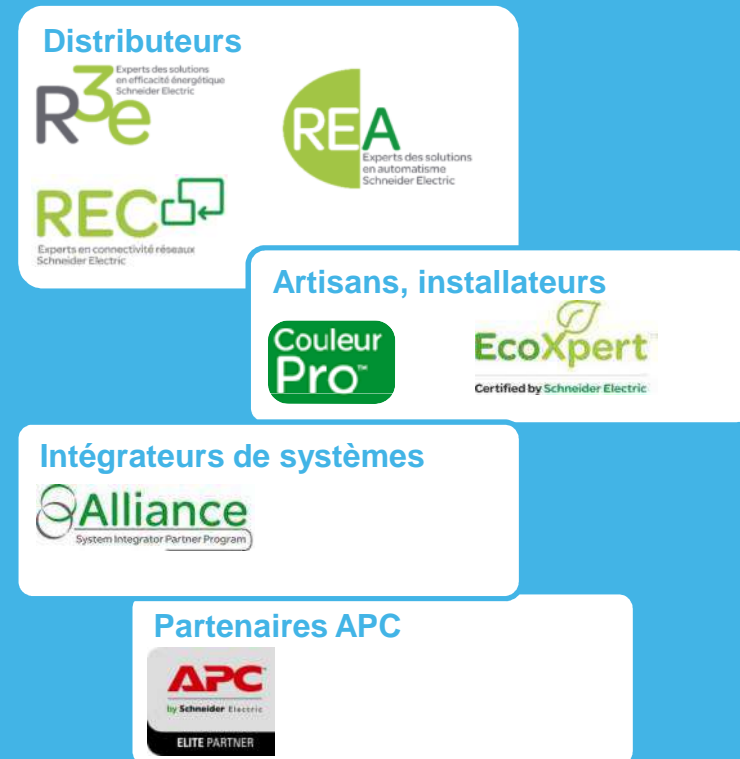 Distributeurs
R3e
Experts des solutions
en efficacité énergétique
Schneider Electric
REA
Experts des solutions
en automatisme
Schneider Electric
REC
Experts en connectivité réseaux
Schneider Electric
Artisans, installateurs
Couleur
Pro™
EcoXpert™
Certified by Schneider Electric
Intégrateurs de systèmes
Alliance
System Integrator Partner Program
Partenaires APC
APC
by Schneider Electric
ELITE PARTNER